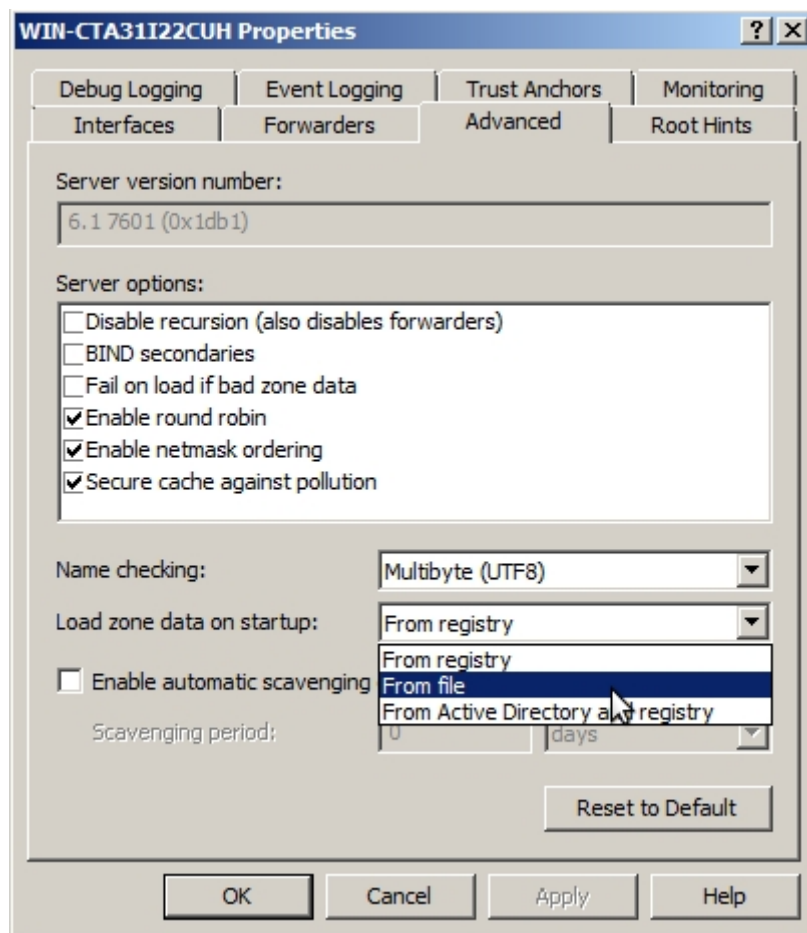 WIN-CTA31I22CUH Properties
Debug Logging Event Logging Trust Anchors Monitoring
Interfaces Forwarders Advanced Root Hints
Server version number:
6.1 7601 (0x1db1)
Server options:
Disable recursion (also disables forwarders)
BIND secondaries
Fail on load if bad zone data
Enable round robin
Enable netmask ordering
Secure cache against pollution
Name checking: Multibyte (UTF8)
Load zone data on startup: From registry
From registry
Enable automatic scavenging From file
From Active Directory and registry
Scavenging period: 0 days
Reset to Default
OK Cancel Apply Help